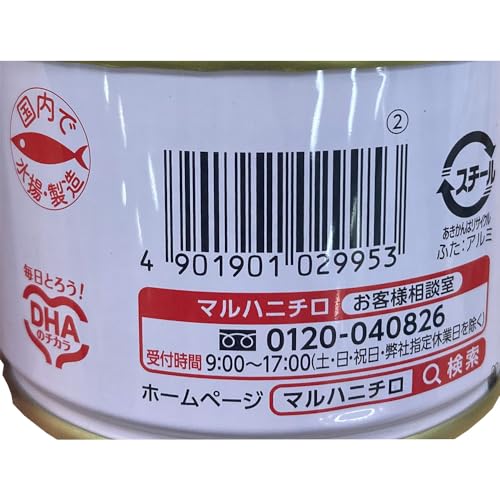 国内で
水揚・製造
②
スチール
あきかんはリサイクル
ふた:アルミ
4 901901 029953
毎日とろう!
DHA
のチカラ
マルハニチロ お客様相談室
0120-040826
受付時間 9:00〜17:00(土・日・祝日・弊社指定休業日を除く)
ホームページ マルハニチロ 検索